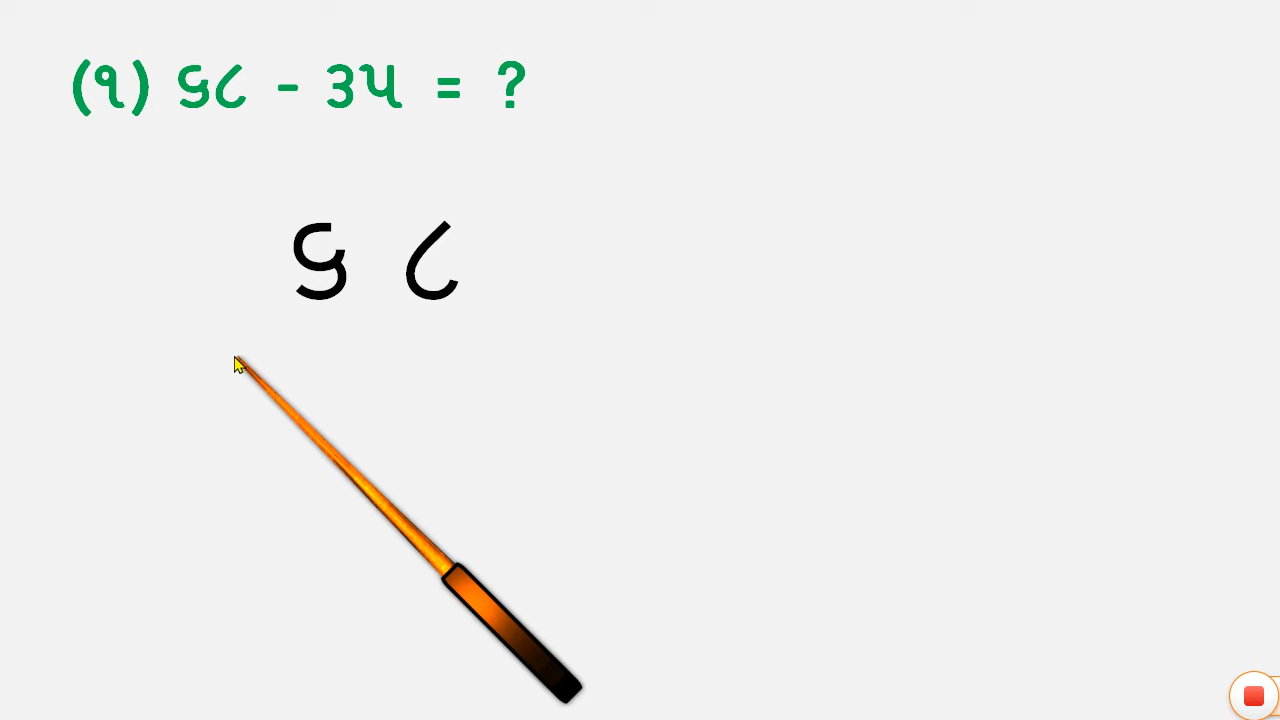 (૧) ૬૮ - ૩૫ = ?
૬ ૮